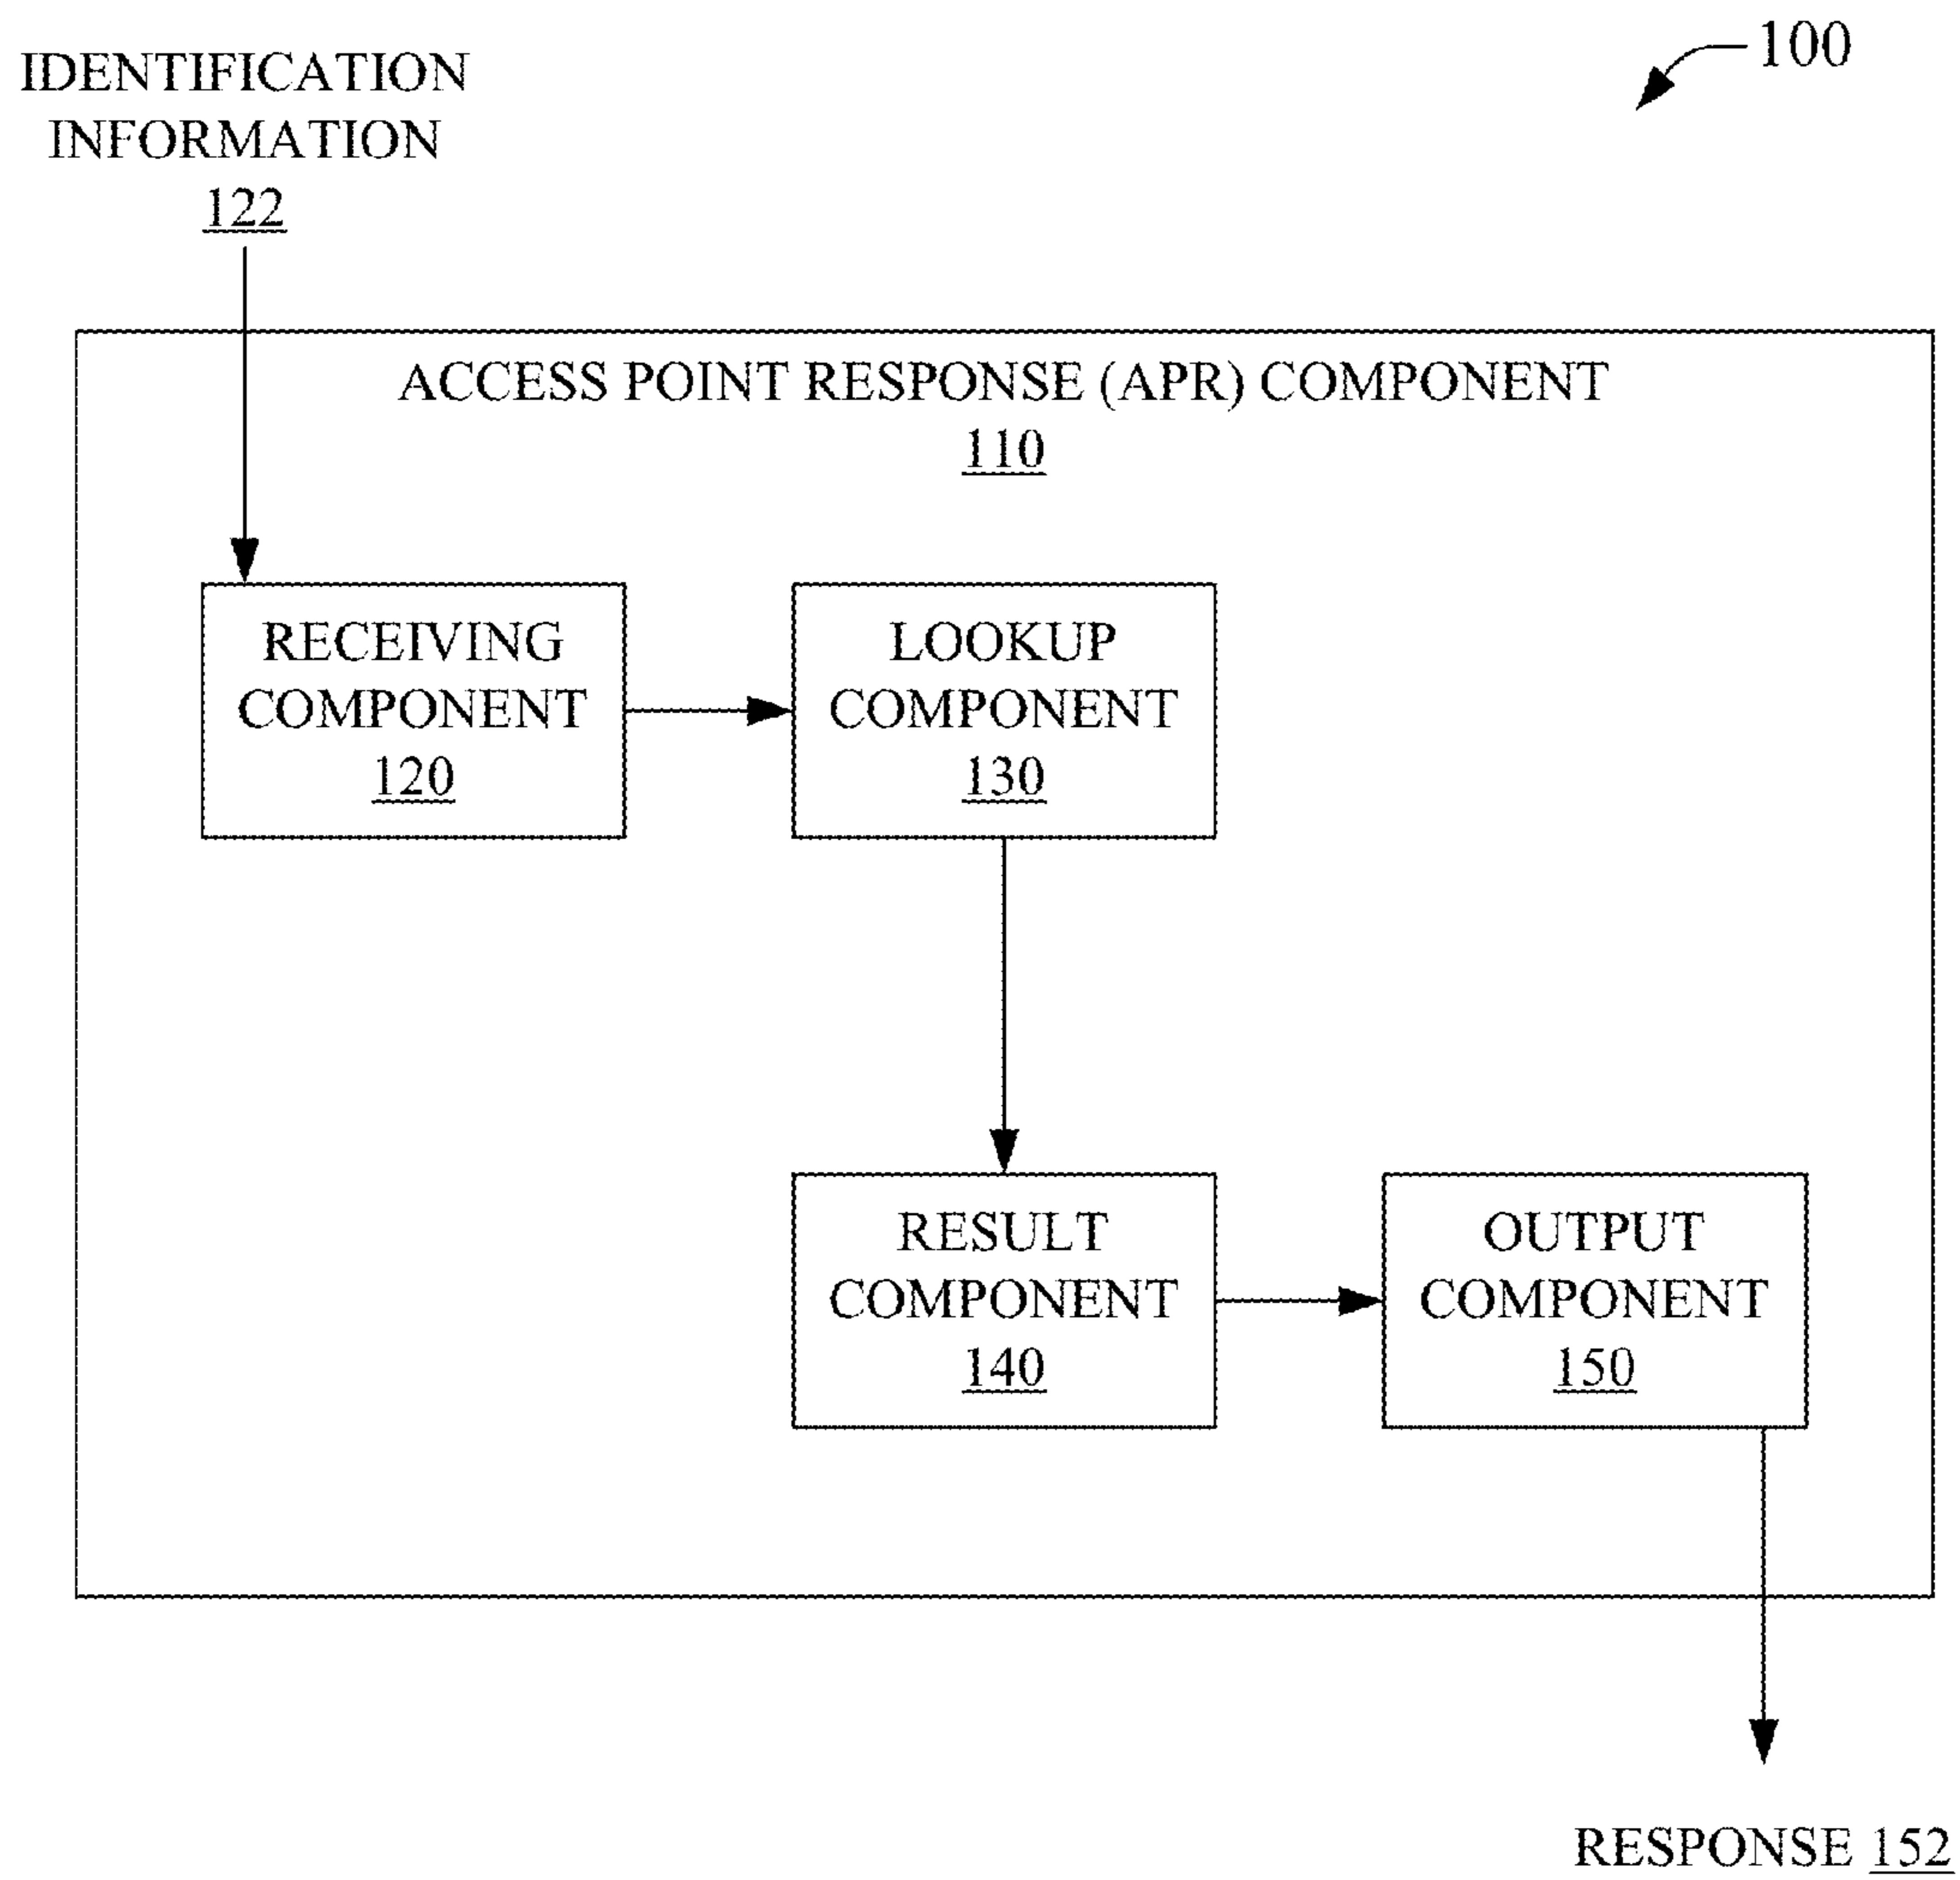 100
IDENTIFICATION
INFORMATION
122
ACCESS POINT RESPONSE (APR) COMPONENT
110
RECEIVING
COMPONENT
120
LOOKUP
COMPONENT
130
RESULT
COMPONENT
140
OUTPUT
COMPONENT
150
RESPONSE 152